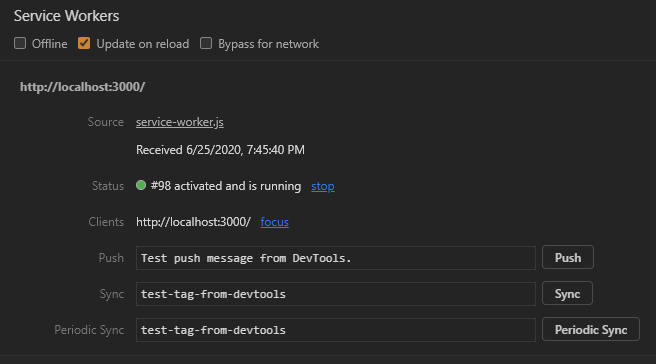 Service Workers
Offline Update on reload Bypass for network
http://localhost:3000/
Source service-worker.js
Received 6/25/2020, 7:45:40 PM
Status #98 activated and is running stop
Clients http://localhost:3000/ focus
Push Test push message from DevTools. Push
Sync test-tag-from-devtools Sync
Periodic Sync test-tag-from-devtools Periodic Sync